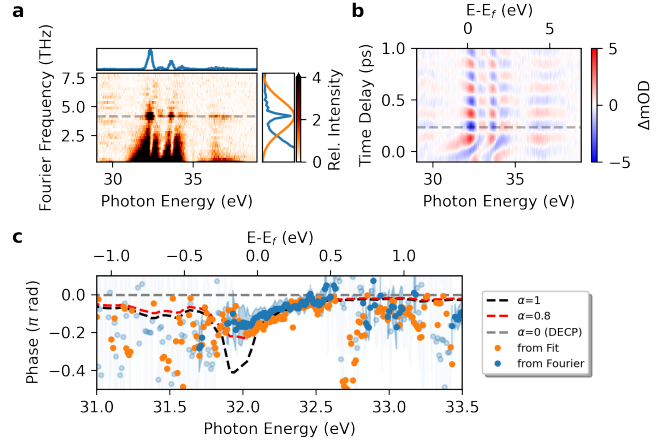 a
Fourier Frequency (THz)
7.5
5.0
2.5
30
35
Photon Energy (eV)
4
2
0
Rel. Intensity
b
E-E_f (eV)
0
5
Time Delay (ps)
1.0
0.5
0.0
30
35
Photon Energy (eV)
5
0
−5
ΔmOD
c
E-E_f (eV)
−1.0
−0.5
0.0
0.5
1.0
Phase (π rad)
0.0
−0.2
−0.4
31.0
31.5
32.0
32.5
33.0
33.5
Photon Energy (eV)
α=1
α=0.8
α=0 (DECP)
from Fit
from Fourier